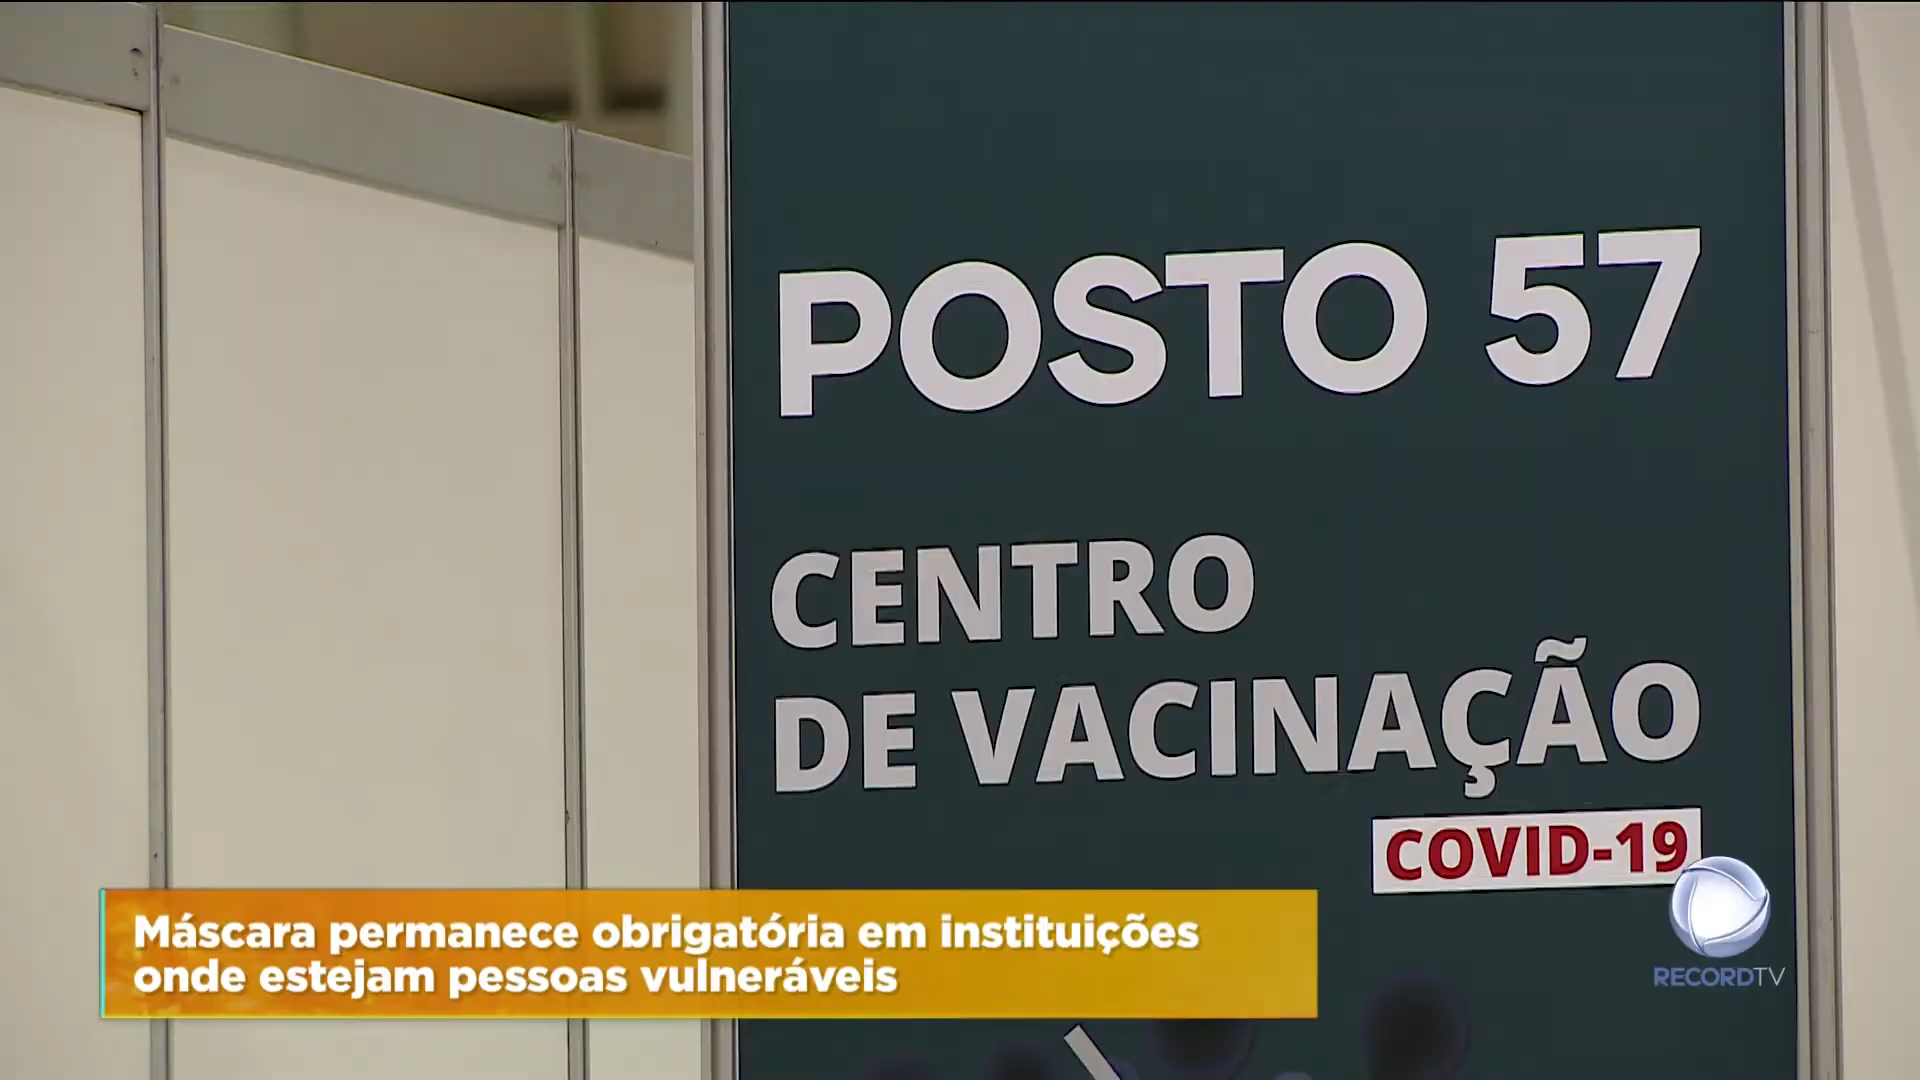 POSTO 57
CENTRO
DE VACINAÇÃO
COVID-19
Máscara permanece obrigatória em instituições
onde estejam pessoas vulneráveis
RECORDTV